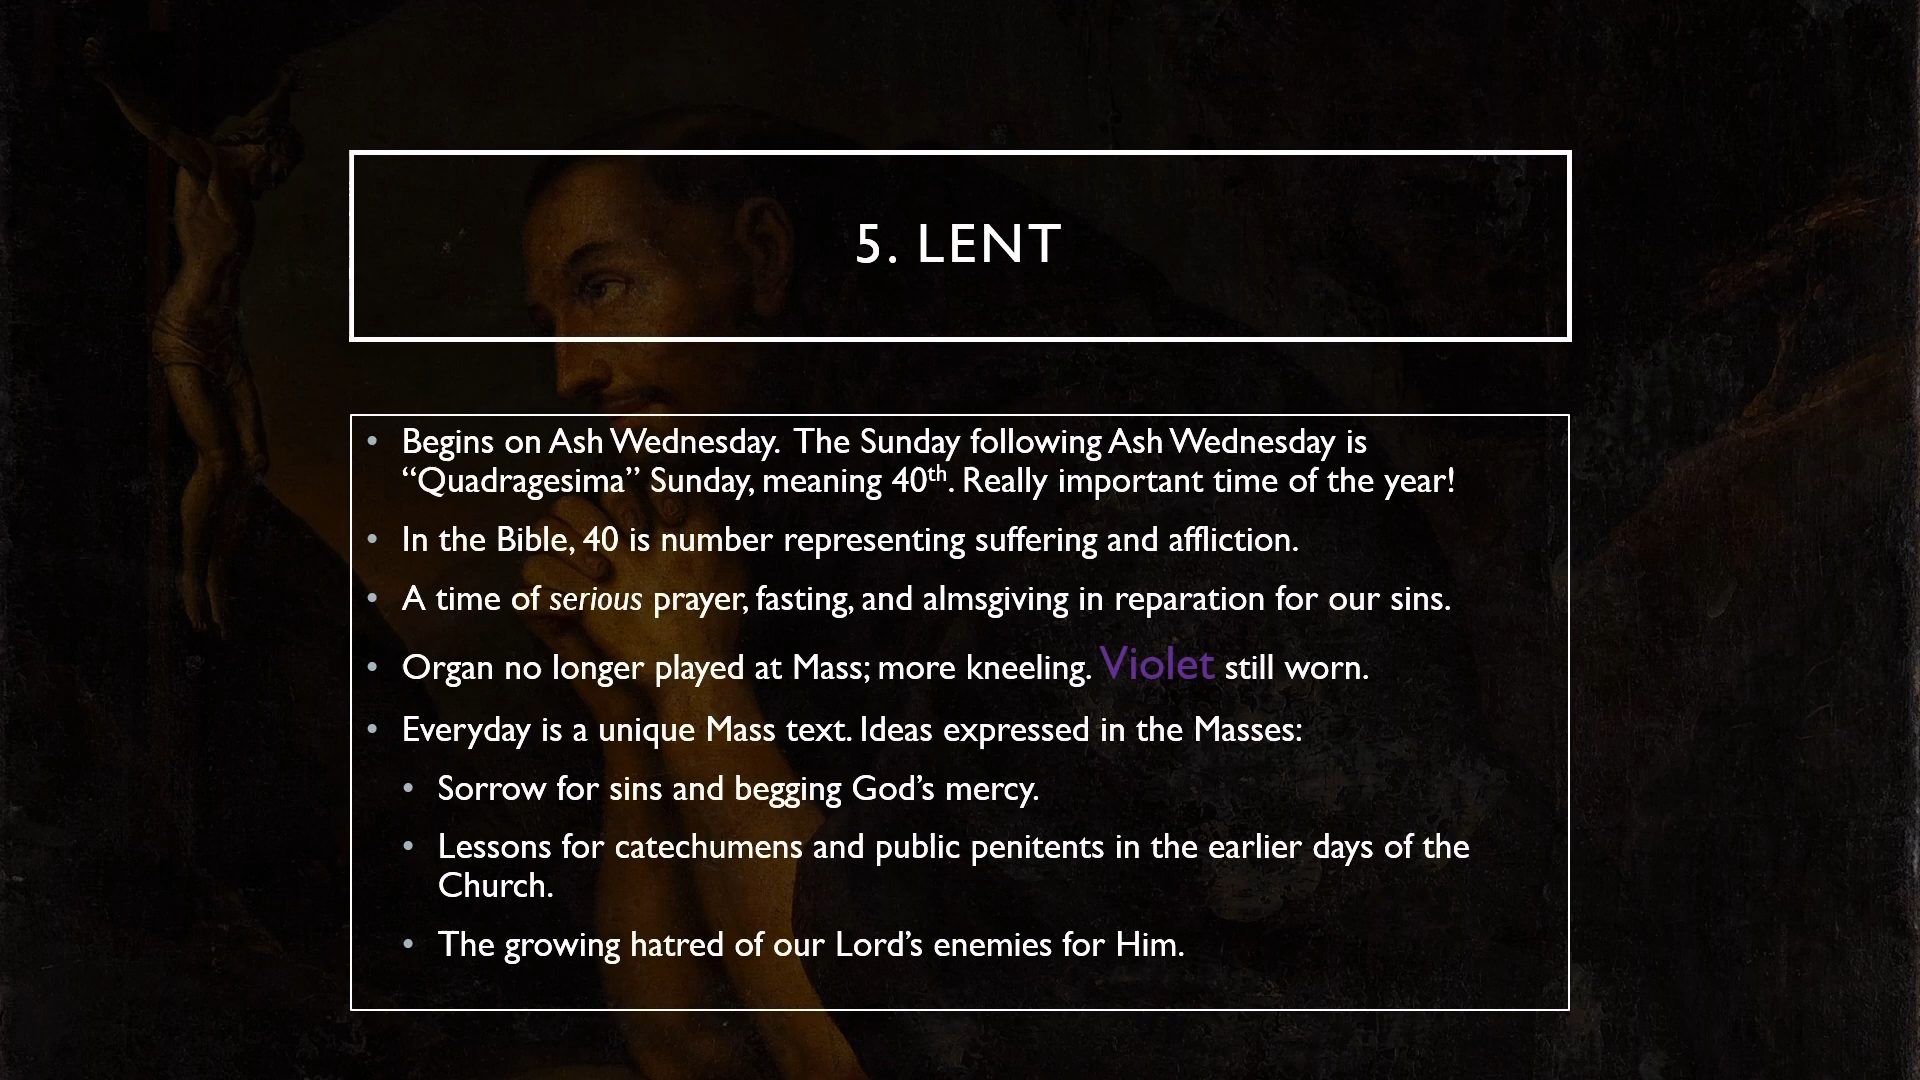 5. LENT
• Begins on Ash Wednesday. The Sunday following Ash Wednesday is
“Quadragesima” Sunday, meaning 40th. Really important time of the year!
• In the Bible, 40 is number representing suffering and affliction.
• A time of serious prayer, fasting, and almsgiving in reparation for our sins.
• Organ no longer played at Mass; more kneeling. Violet still worn.
• Everyday is a unique Mass text. Ideas expressed in the Masses:
• Sorrow for sins and begging God’s mercy.
• Lessons for catechumens and public penitents in the earlier days of the
Church.
• The growing hatred of our Lord’s enemies for Him.